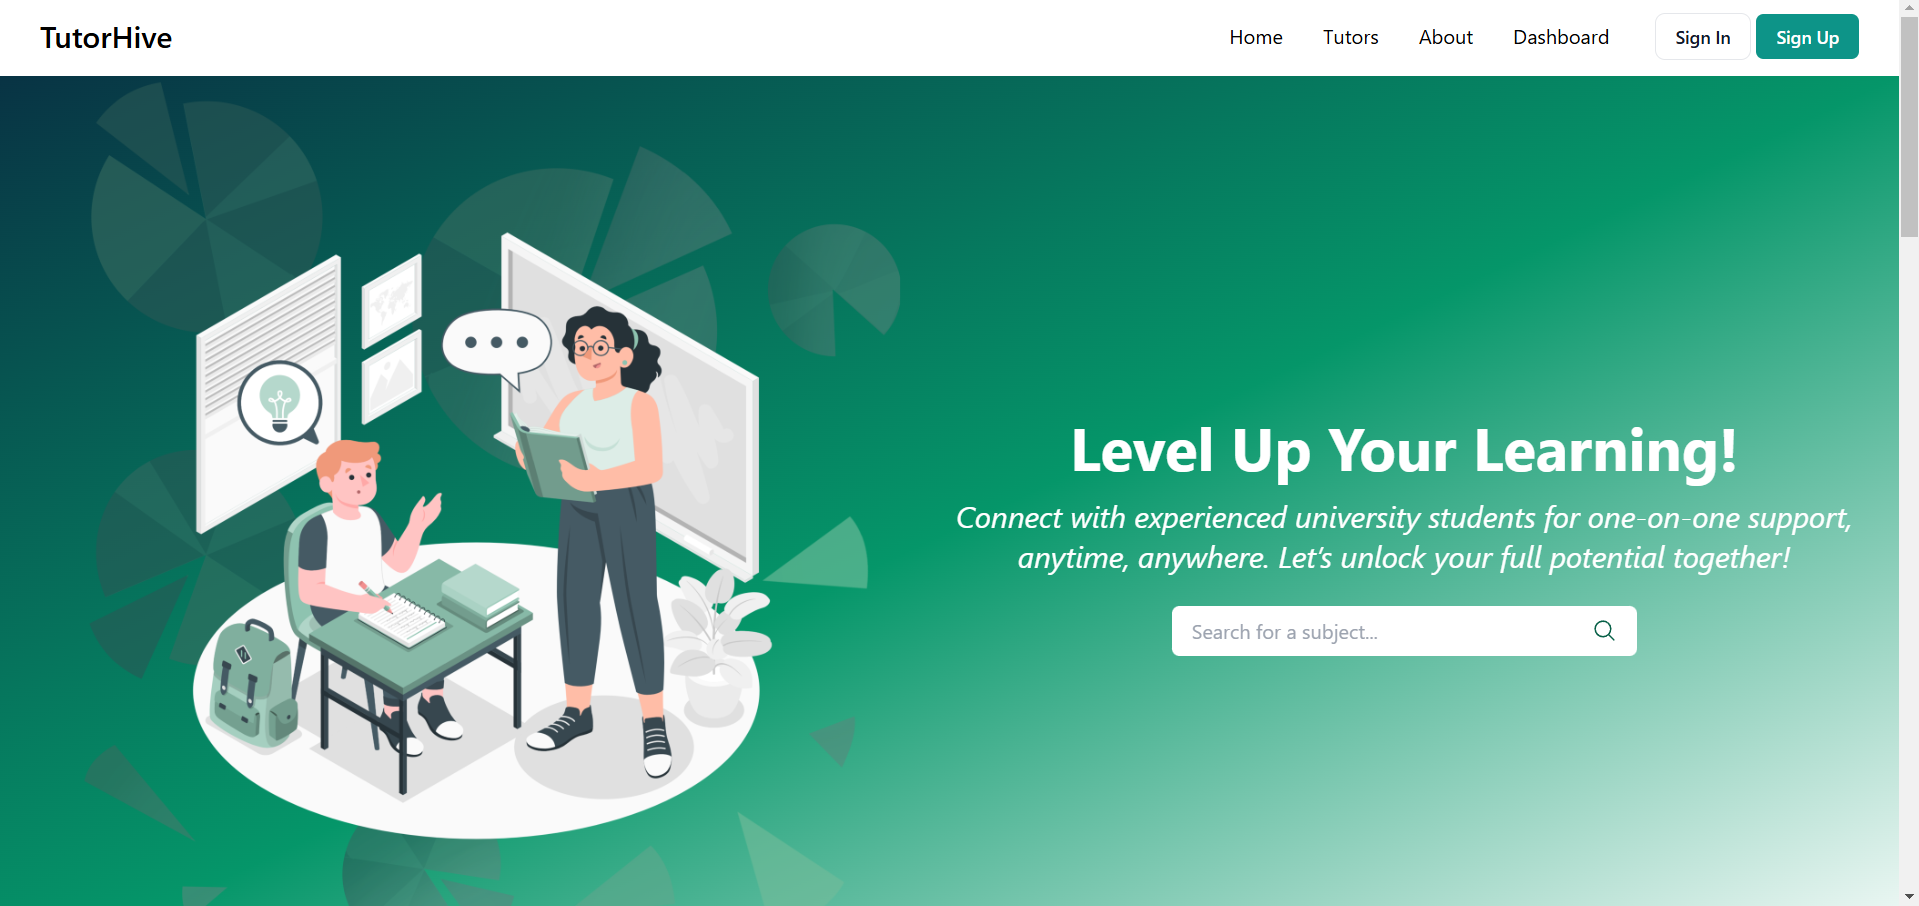 TutorHive
Home
Tutors
About
Dashboard
Sign In
Sign Up
Level Up Your Learning!
Connect with experienced university students for one-on-one support,
anytime, anywhere. Let's unlock your full potential together!
Search for a subject...